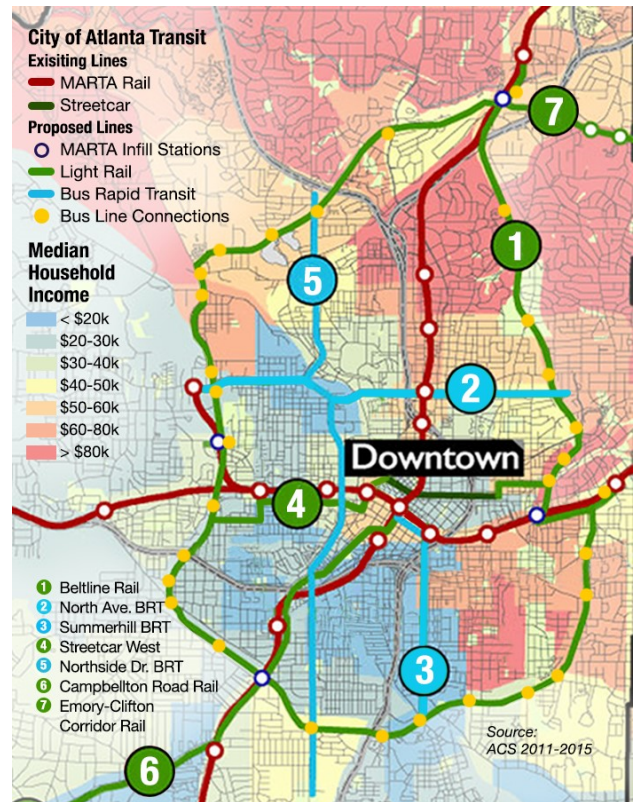 City of Atlanta Transit
Exisiting Lines
MARTA Rail
Streetcar
Proposed Lines
MARTA Infill Stations
Light Rail
Bus Rapid Transit
Bus Line Connections
Median
Household
Income
< $20k
$20-30k
$30-40k
$40-50k
$50-60k
$60-80k
> $80k
7
1
5
2
Downtown
4
3
6
1 Beltline Rail
2 North Ave. BRT
3 Summerhill BRT
4 Streetcar West
5 Northside Dr. BRT
6 Campbellton Road Rail
7 Emory-Clifton
Corridor Rail
Source:
ACS 2011-2015